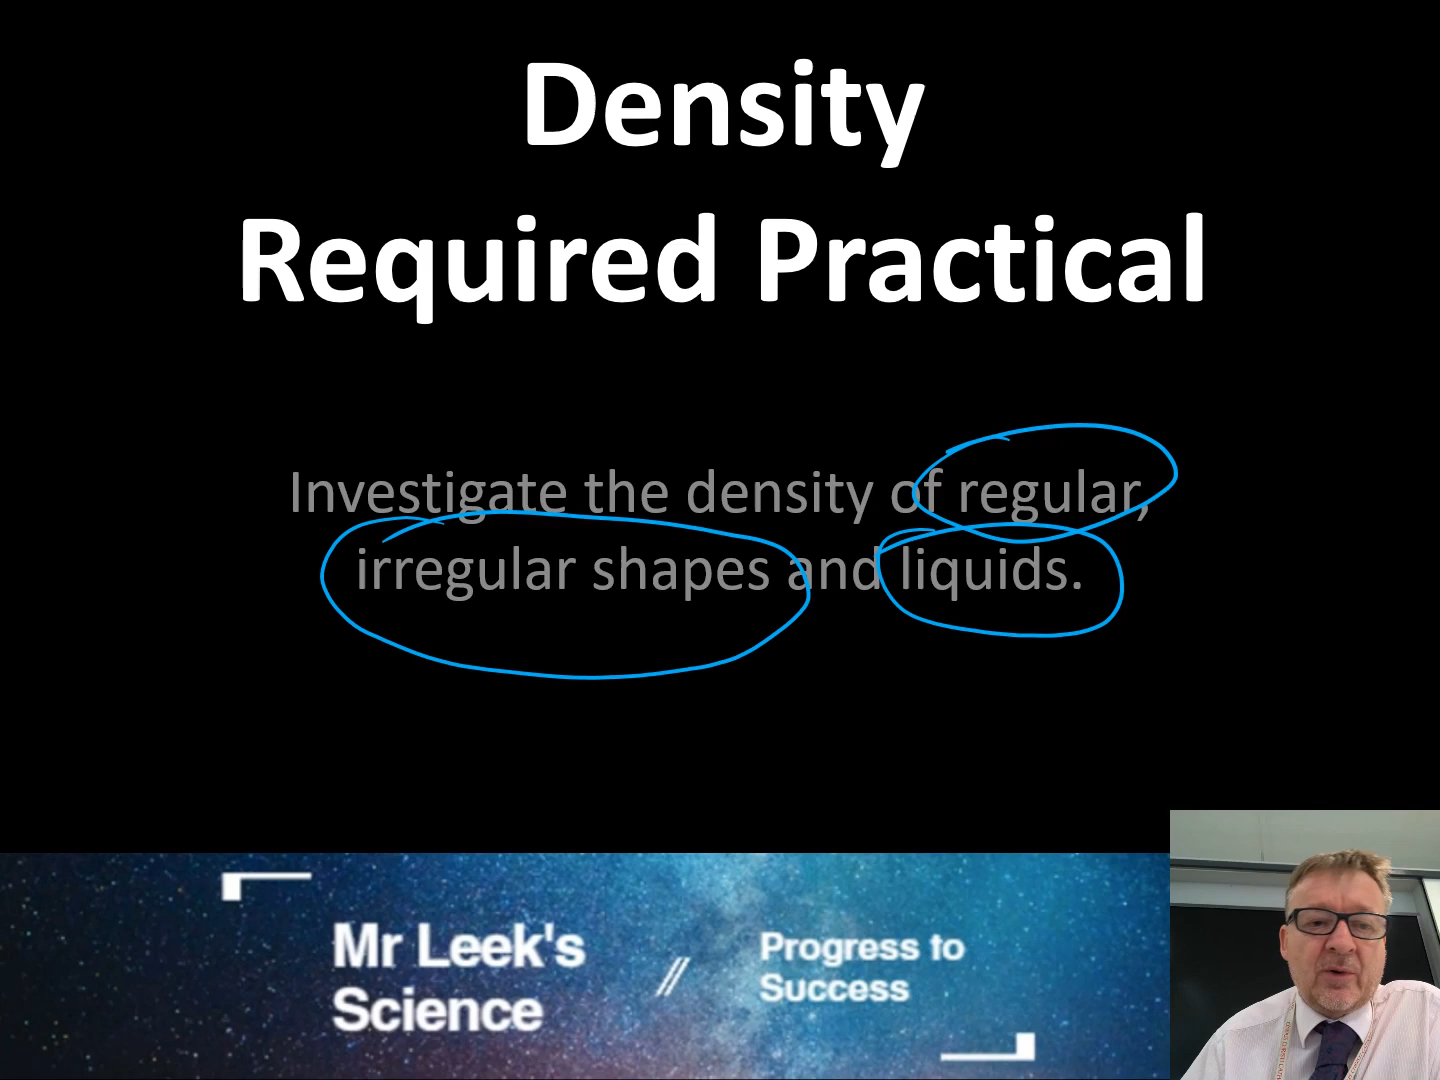 Density
Required Practical
Investigate the density of regular,
irregular shapes and liquids.
Mr Leek's
Science
//
Progress to
Success